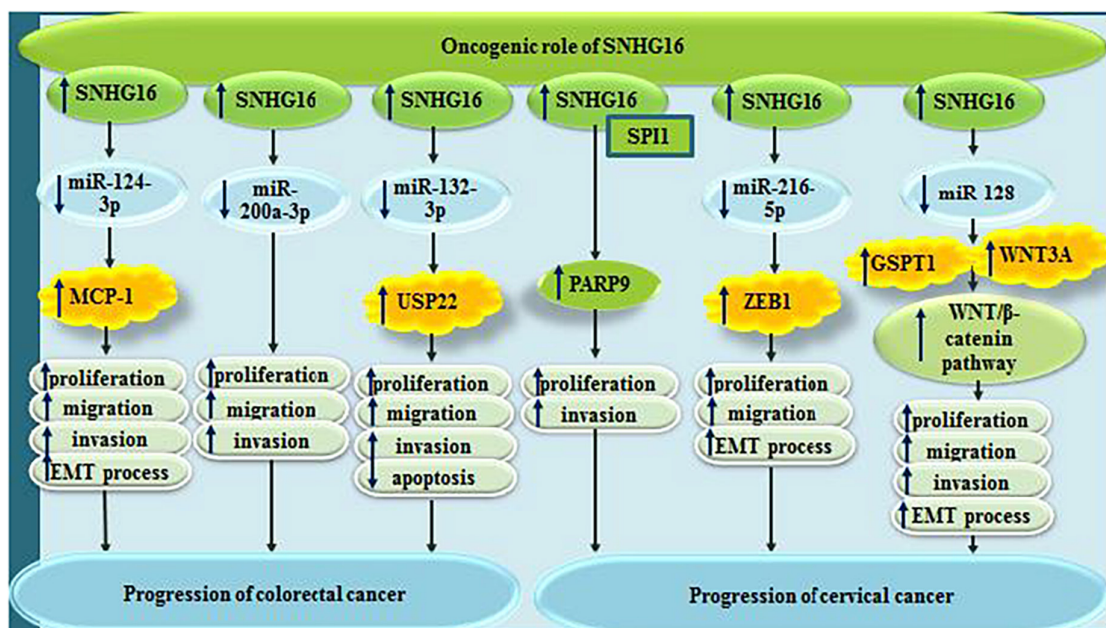 Oncogenic role of SNHG16
SNHG16
SNHG16
SNHG16
SNHG16
SPI1
SNHG16
SNHG16
miR-124-
3p
miR-
200a-3p
miR-132-
3p
miR-216-
5p
miR 128
MCP-1
USP22
PARP9
ZEB1
GSPT1
WNT3A
WNT/β-
catenin
pathway
proliferation
migration
invasion
EMT process
proliferation
migration
invasion
proliferation
migration
invasion
apoptosis
proliferation
invasion
proliferation
migration
EMT process
proliferation
migration
invasion
EMT process
Progression of colorectal cancer
Progression of cervical cancer